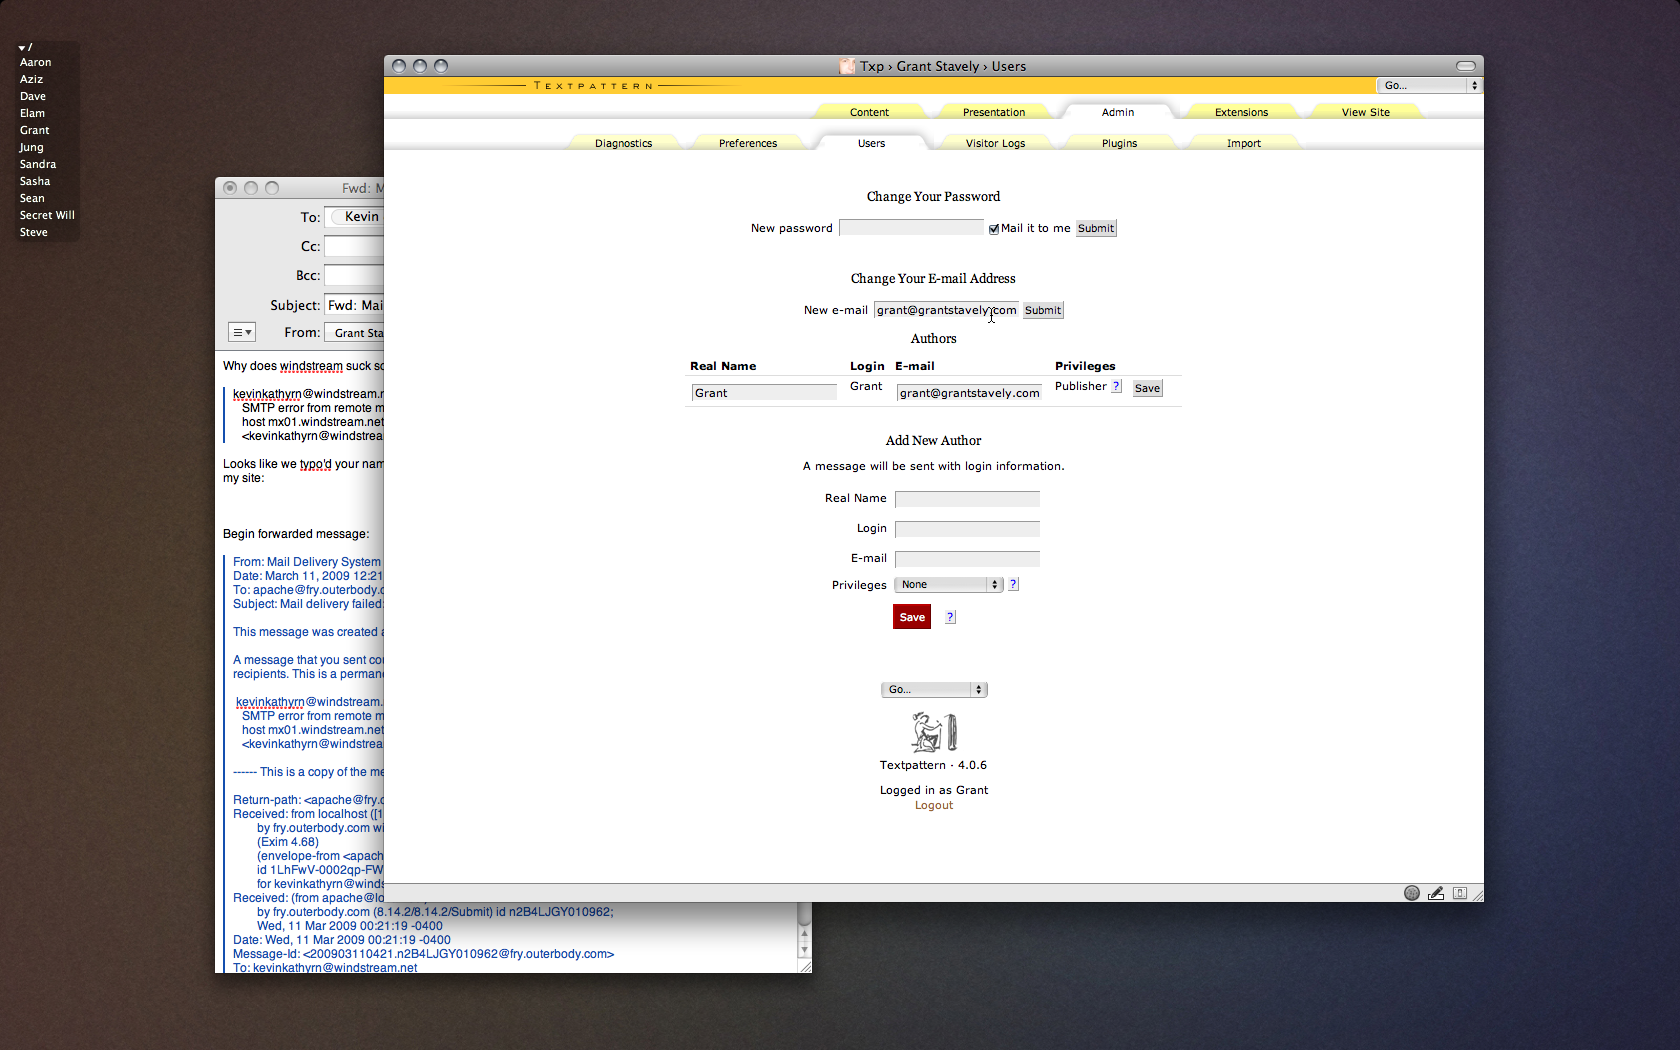 /
Aaron
Aziz
Dave
Elam
Grant
Jung
Sandra
Sasha
Sean
Secret Will
Steve
Txp › Grant Stavely › Users
TEXTPATTERN
Go...
Content Presentation Admin Extensions View Site
Diagnostics Preferences Users Visitor Logs Plugins Import
Change Your Password
New password Mail it to me Submit
Change Your E-mail Address
New e-mail grant@grantstavely.com Submit
Authors
Real Name Login E-mail Privileges
Grant Grant grant@grantstavely.com Publisher ? Save
Add New Author
A message will be sent with login information.
Real Name
Login
E-mail
Privileges None ?
Save ?
Go...
Textpattern · 4.0.6
Logged in as Grant
Logout
Fwd: M
To: Kevin
Cc:
Bcc:
Subject: Fwd: Mai
From: Grant Sta
Why does windstream suck so
kevinkathyrn@windstream.n
SMTP error from remote m
host mx01.windstream.net
<kevinkathyrn@windstrea
Looks like we typo'd your nam
my site:
Begin forwarded message:
From: Mail Delivery System
Date: March 11, 2009 12:21
To: apache@fry.outerbody.c
Subject: Mail delivery failed:
This message was created a
A message that you sent cou
recipients. This is a permane
kevinkathyrn@windstream.
SMTP error from remote m
host mx01.windstream.net
<kevinkathyrn@windstrea
------ This is a copy of the me
Return-path: <apache@fry.o
Received: from localhost ([1
by fry.outerbody.com wi
(Exim 4.68)
(envelope-from <apach
id 1LhFwV-0002qp-FW
for kevinkathyrn@winds
Received: (from apache@lo
by fry.outerbody.com (8.14.2/8.14.2/Submit) id n2B4LJGY010962;
Wed, 11 Mar 2009 00:21:19 -0400
Date: Wed, 11 Mar 2009 00:21:19 -0400
Message-Id: <200903110421.n2B4LJGY010962@fry.outerbody.com>
To: kevinkathyrn@windstream.net